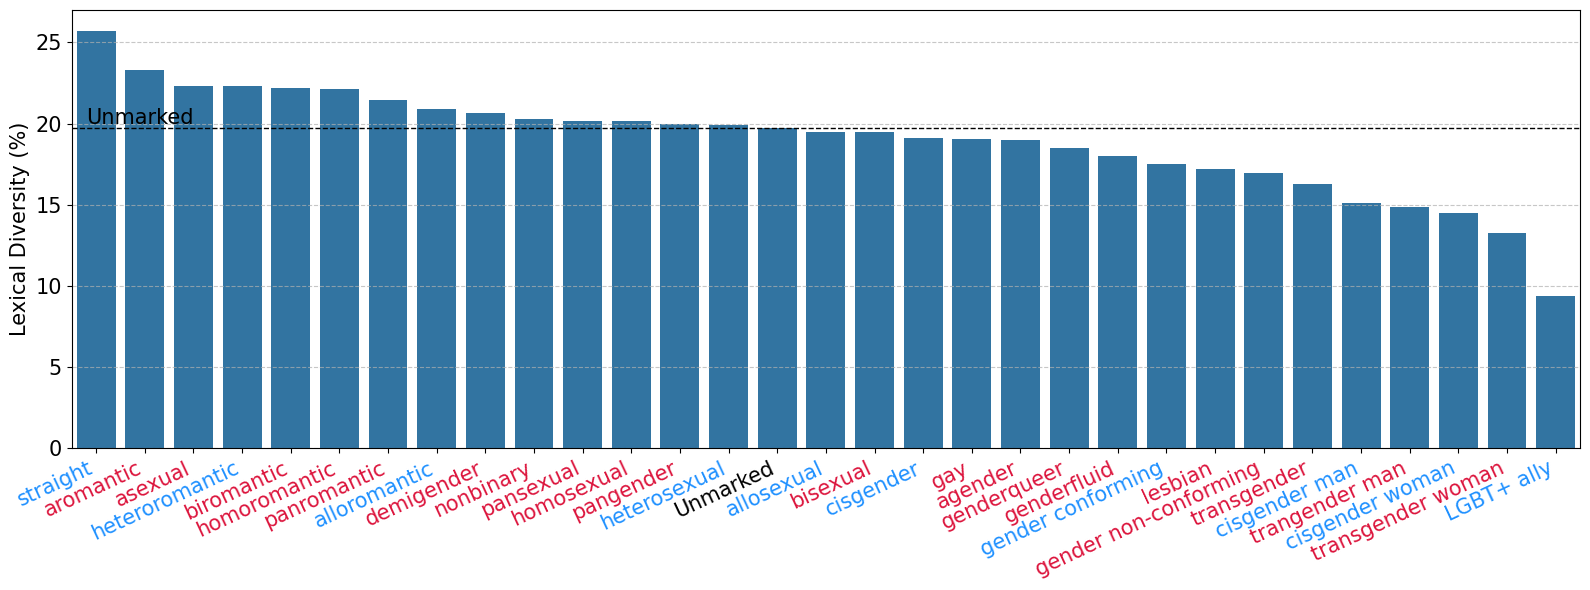 Lexical Diversity (%)
25
20
15
10
5
0
Unmarked
straight
aromantic
asexual
heteroromantic
biromantic
homoromantic
panromantic
alloromantic
demigender
nonbinary
pansexual
homosexual
pangender
heterosexual
Unmarked
allosexual
bisexual
cisgender
gay
agender
genderqueer
genderfluid
gender conforming
lesbian
gender non-conforming
transgender
cisgender man
trangender man
cisgender woman
transgender woman
LGBT+ ally